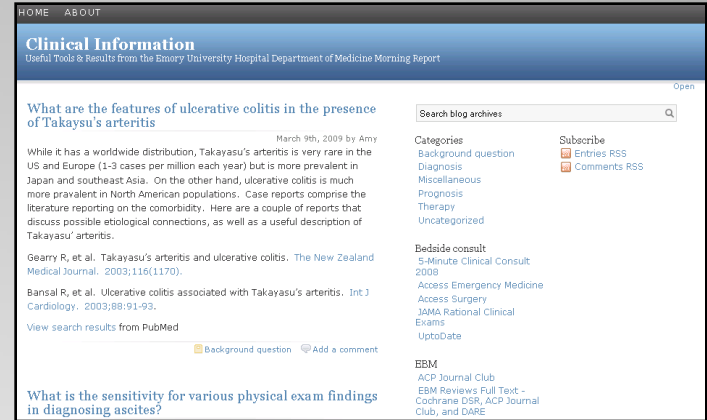 HOME ABOUT
Clinical Information
Useful Tools & Results from the Emory University Hospital Department of Medicine Morning Report
Open
What are the features of ulcerative colitis in the presence
of Takaysu's arteritis
March 9th, 2009 by Amy
While it has a worldwide distribution, Takayasu's arteritis is very rare in the
US and Europe (1-3 cases per million each year) but is more prevalent in
Japan and southeast Asia. On the other hand, ulcerative colitis is much
more pravalent in North American populations. Case reports comprise the
literature reporting on the comorbidity. Here are a couple of reports that
discuss possible etiological connections, as well as a useful description of
Takayasu' arteritis.
Gearry R, et al. Takayasu's arteritis and ulcerative colitis. The New Zealand
Medical Journal. 2003;116(1170).
Bansal R, et al. Ulcerative colitis associated with Takayasu's arteritis. Int J
Cardiology. 2003;88:91-93.
View search results from PubMed
Background question Add a comment
What is the sensitivity for various physical exam findings
in diagnosing ascites?
Search blog archives
Categories
Background question
Diagnosis
Miscellaneous
Prognosis
Therapy
Uncategorized
Subscribe
Entries RSS
Comments RSS
Bedside consult
5-Minute Clinical Consult
2008
Access Emergency Medicine
Access Surgery
JAMA Rational Clinical
Exams
UptoDate
EBM
ACP Journal Club
EBM Reviews Full Text -
Cochrane DSR, ACP Journal
Club, and DARE